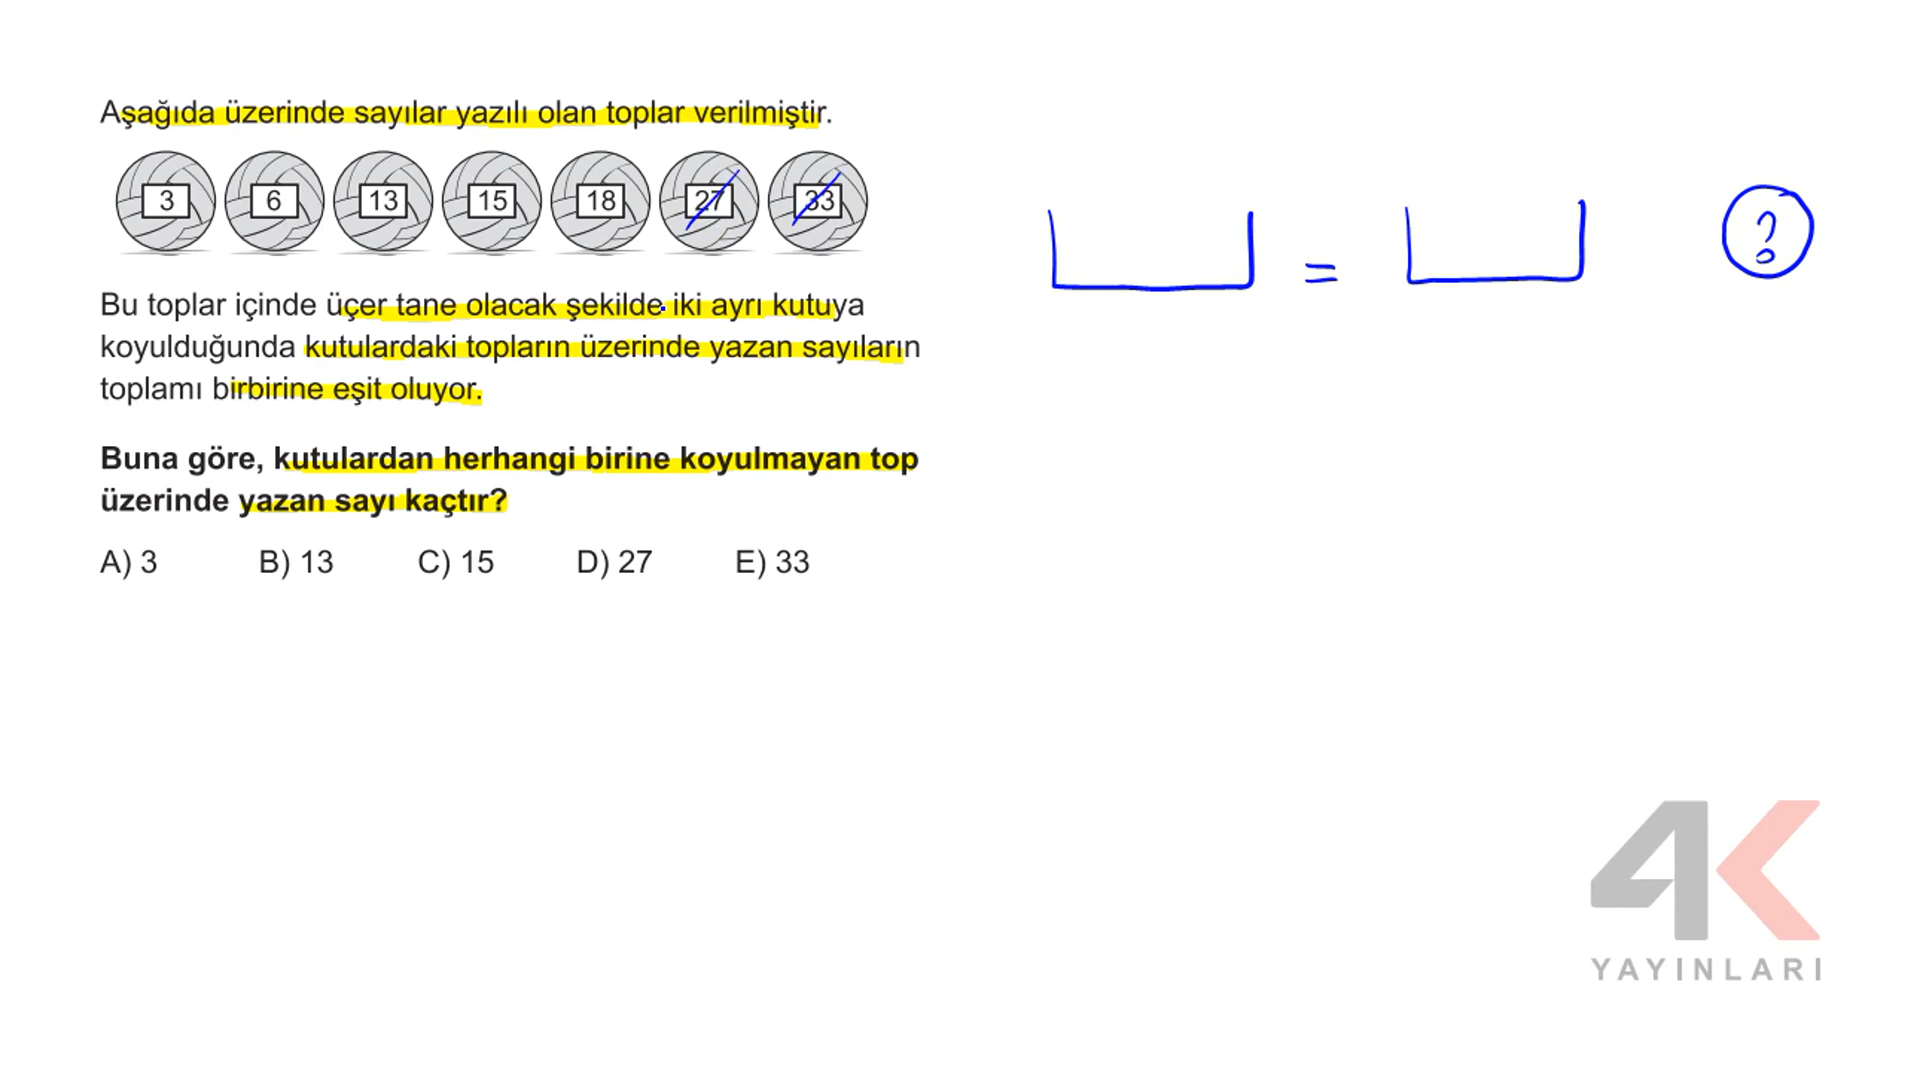 Aşağıda üzerinde sayılar yazılı olan toplar verilmiştir.
3 6 13 15 18 27 33
Bu toplar içinde üçer tane olacak şekilde iki ayrı kutuya
koyulduğunda kutulardaki topların üzerinde yazan sayıların
toplamı birbirine eşit oluyor.
= ?
Buna göre, kutulardan herhangi birine koyulmayan top
üzerinde yazan sayı kaçtır?
A) 3 B) 13 C) 15 D) 27 E) 33
4K
YAYINLARI